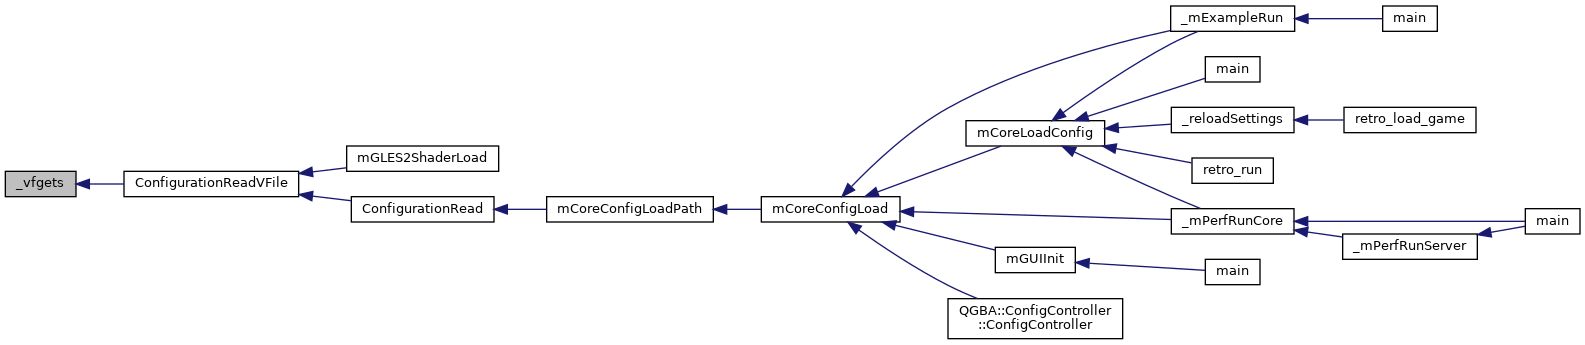 _vfgets
ConfigurationReadVFile
mGLES2ShaderLoad
ConfigurationRead
mCoreConfigLoadPath
mCoreConfigLoad
_mExampleRun
main
mCoreLoadConfig
main
_reloadSettings
retro_load_game
retro_run
_mPerfRunCore
main
_mPerfRunServer
mGUIInit
main
QGBA::ConfigController
::ConfigController